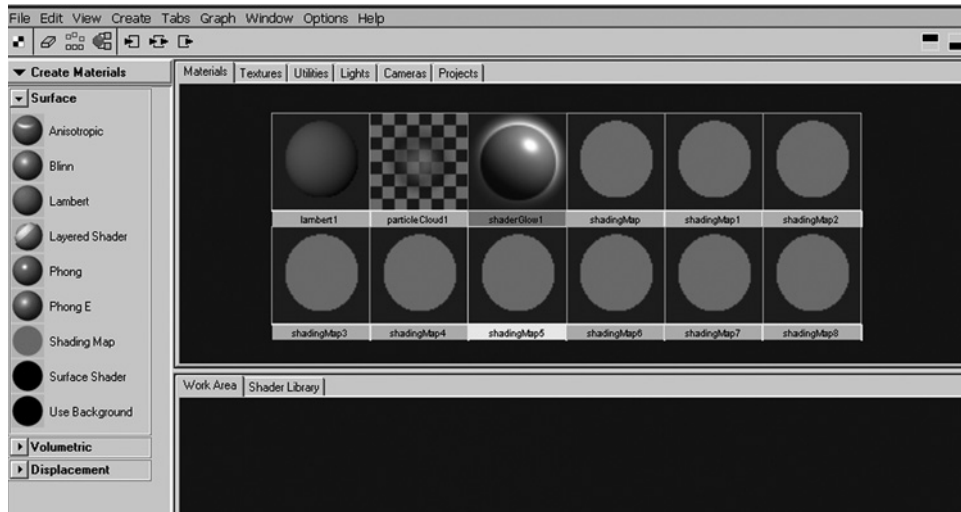 File Edit View Create Tabs Graph Window Options Help
Create Materials
Surface
Anisotropic
Blinn
Lambert
Layered Shader
Phong
Phong E
Shading Map
Surface Shader
Use Background
Volumetric
Displacement
Materials Textures Utilities Lights Cameras Projects
lambert1 particleCloud1 shaderGlow1 shadingMap shadingMap1 shadingMap2
shadingMap3 shadingMap4 shadingMap5 shadingMap6 shadingMap7 shadingMap8
Work Area Shader Library